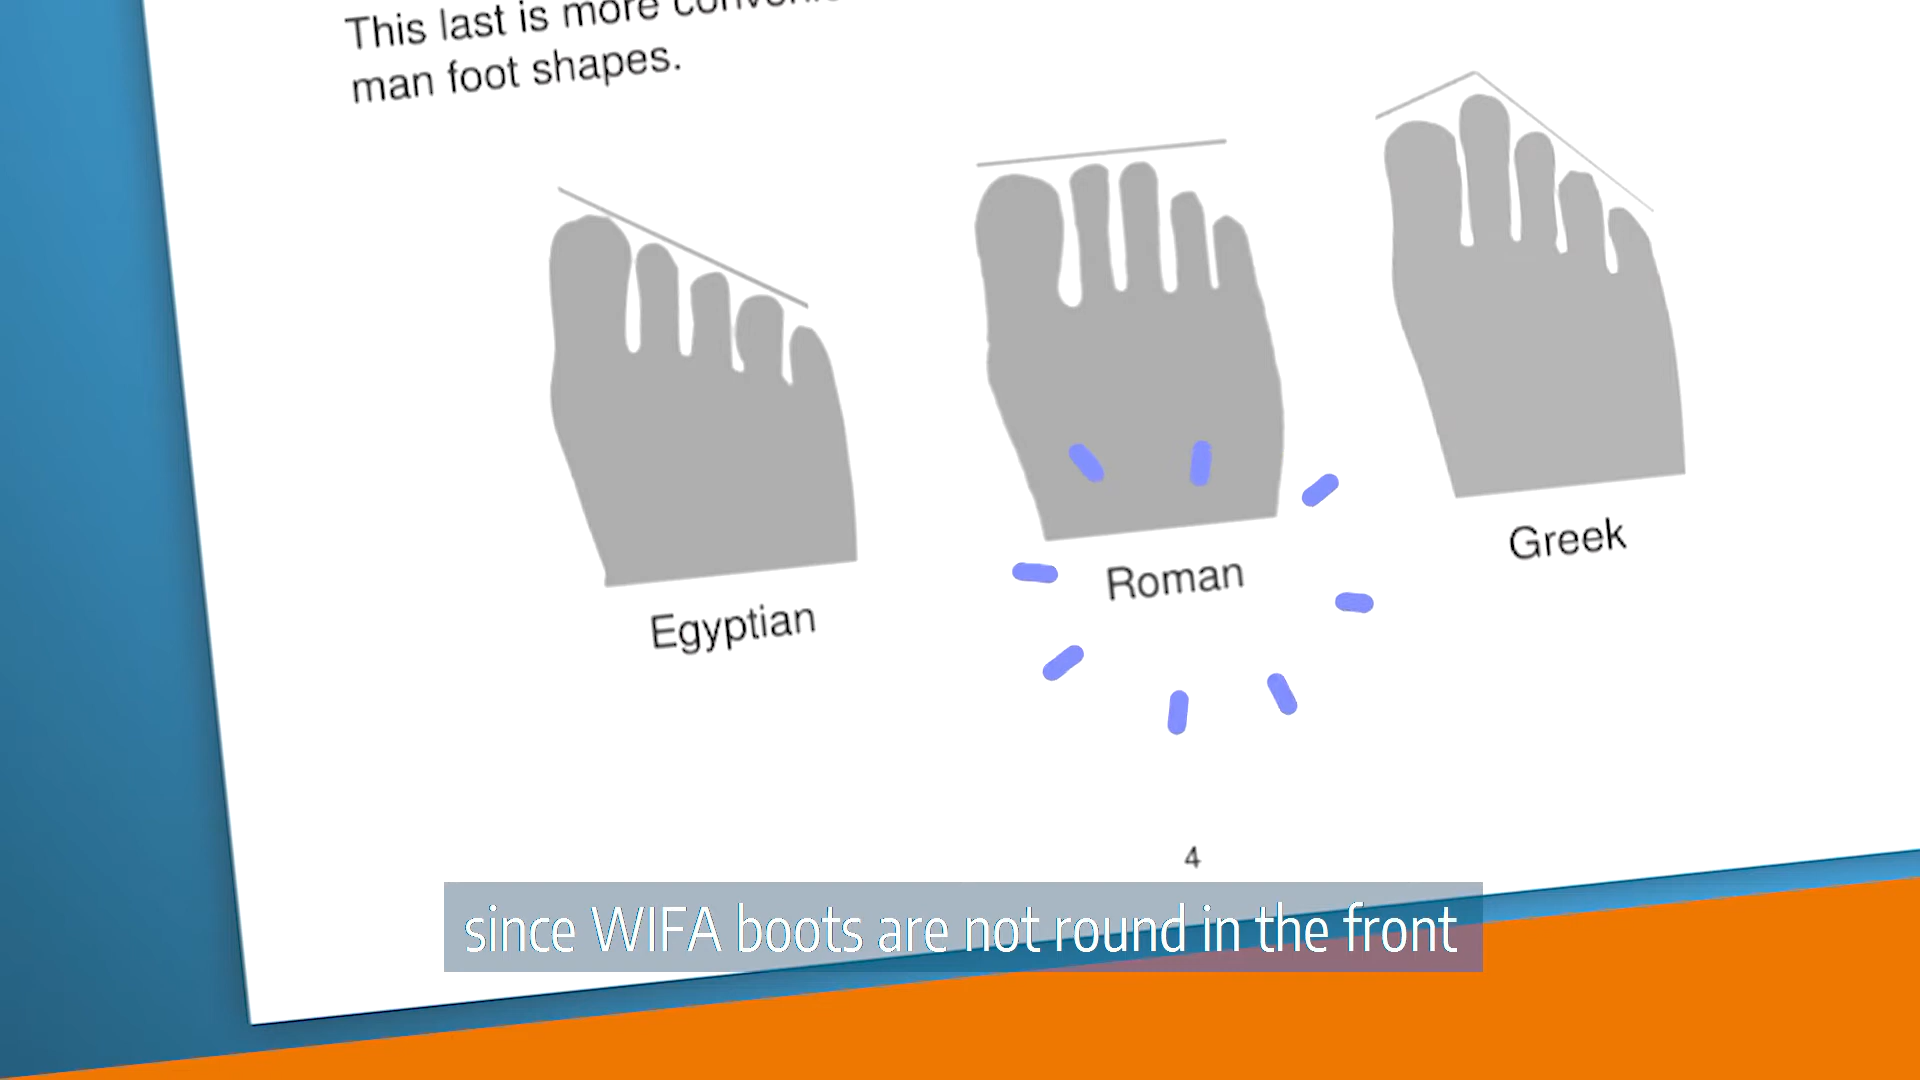 This last is more
man foot shapes.
Egyptian
Roman
Greek
4
since WIFA boots are not round in the front